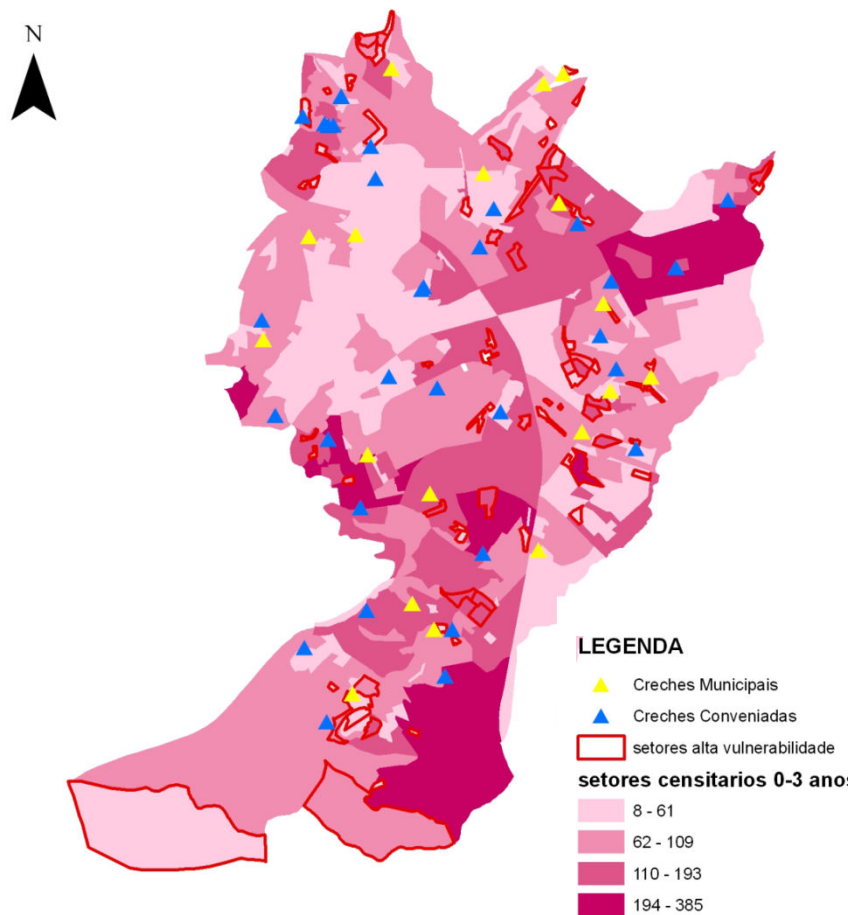 N
LEGENDA
Creches Municipais
Creches Conveniadas
setores alta vulnerabilidade
setores censitarios 0-3 anos
8 - 61
62 - 109
110 - 193
194 - 385